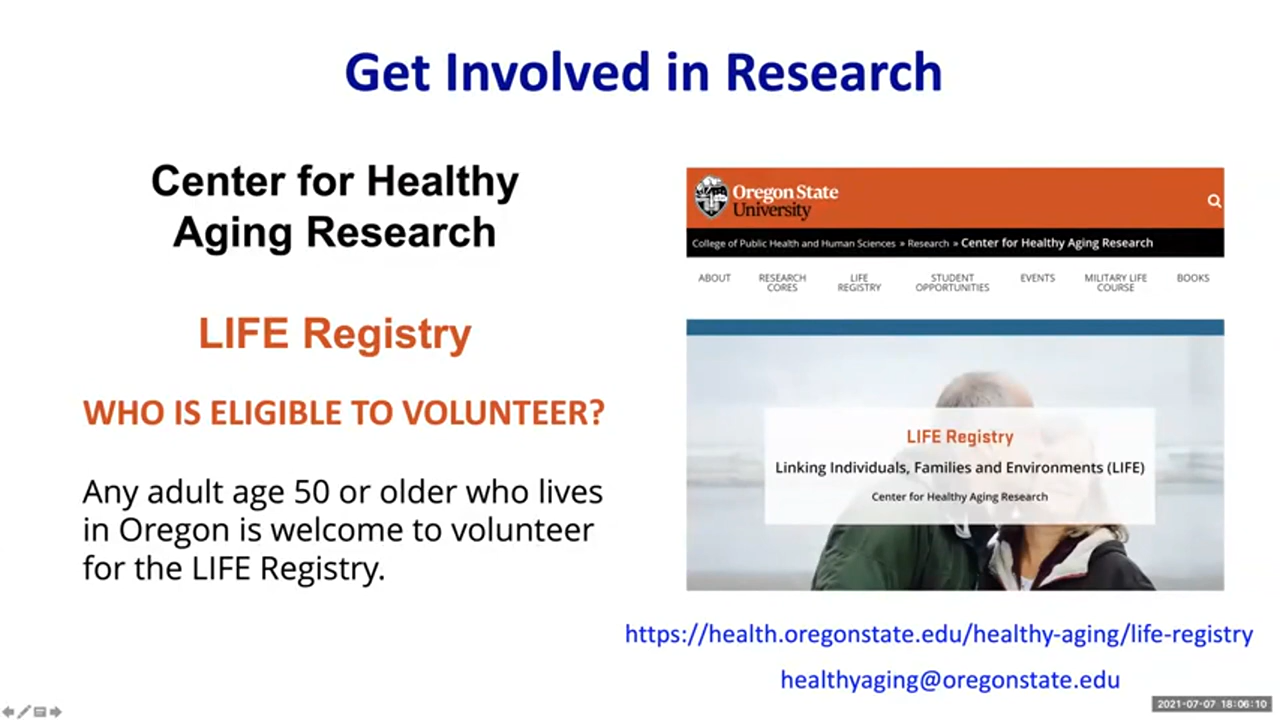 Get Involved in Research
Center for Healthy
Aging Research
LIFE Registry
WHO IS ELIGIBLE TO VOLUNTEER?
Any adult age 50 or older who lives
in Oregon is welcome to volunteer
for the LIFE Registry.
Oregon State
University
College of Public Health and Human Sciences » Research » Center for Healthy Aging Research
ABOUT
RESEARCH
CORES
LIFE
REGISTRY
STUDENT
OPPORTUNITIES
EVENTS
MILITARY LIFE
COURSE
BOOKS
LIFE Registry
Linking Individuals, Families and Environments (LIFE)
Center for Healthy Aging Research
https://health.oregonstate.edu/healthy-aging/life-registry
healthyaging@oregonstate.edu
2021-07-07 18:06:10